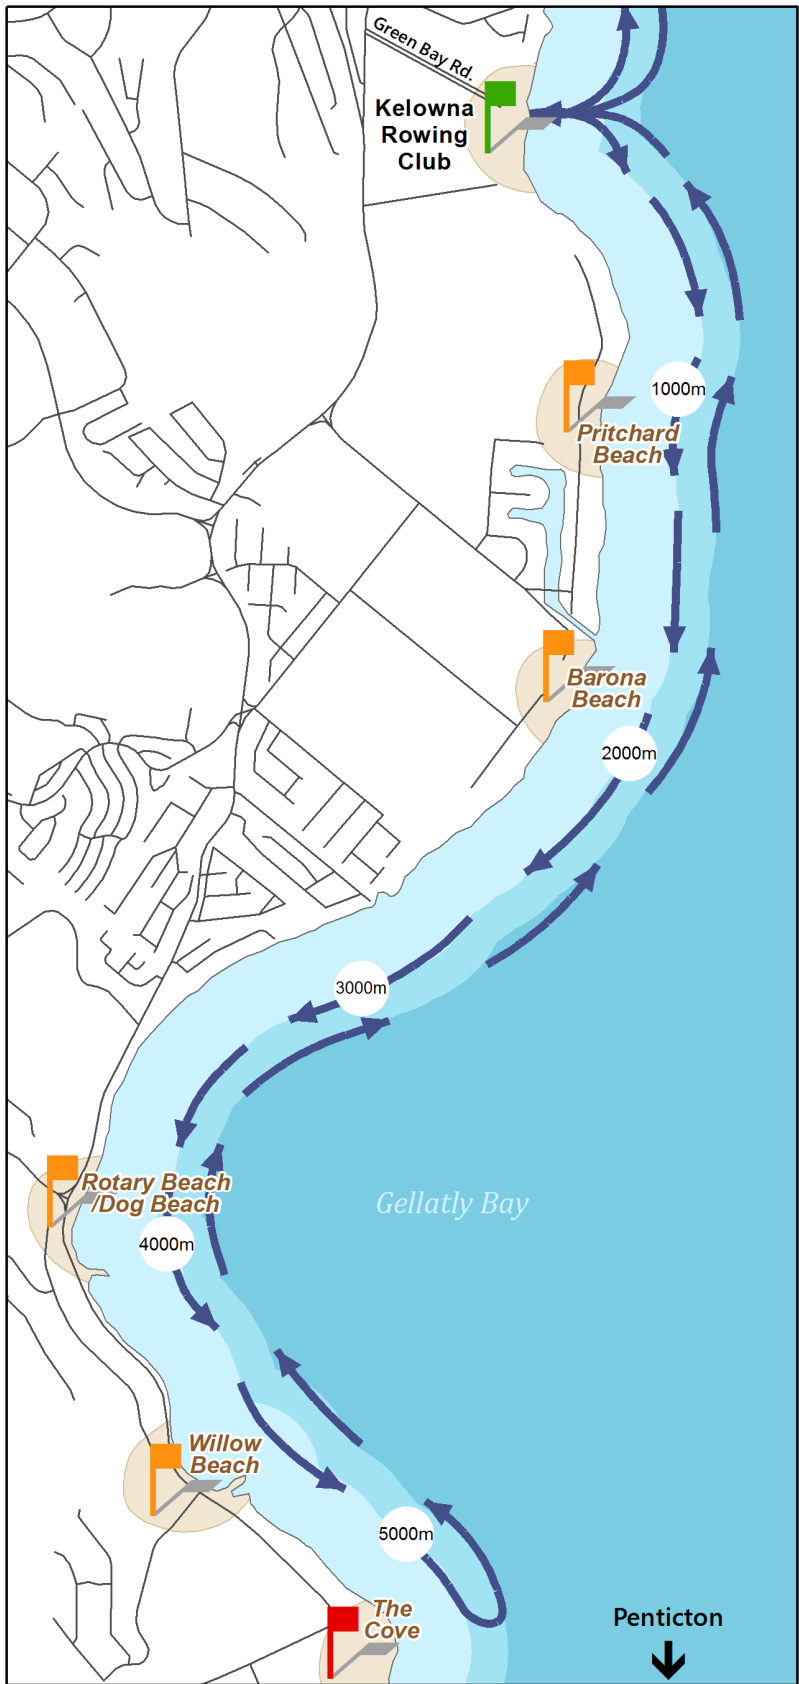 Green Bay Rd.
Kelowna
Rowing
Club
1000m
Pritchard
Beach
Barona
Beach
2000m
3000m
Rotary Beach
/Dog Beach
Gellatly Bay
4000m
Willow
Beach
5000m
The
Cove
Penticton